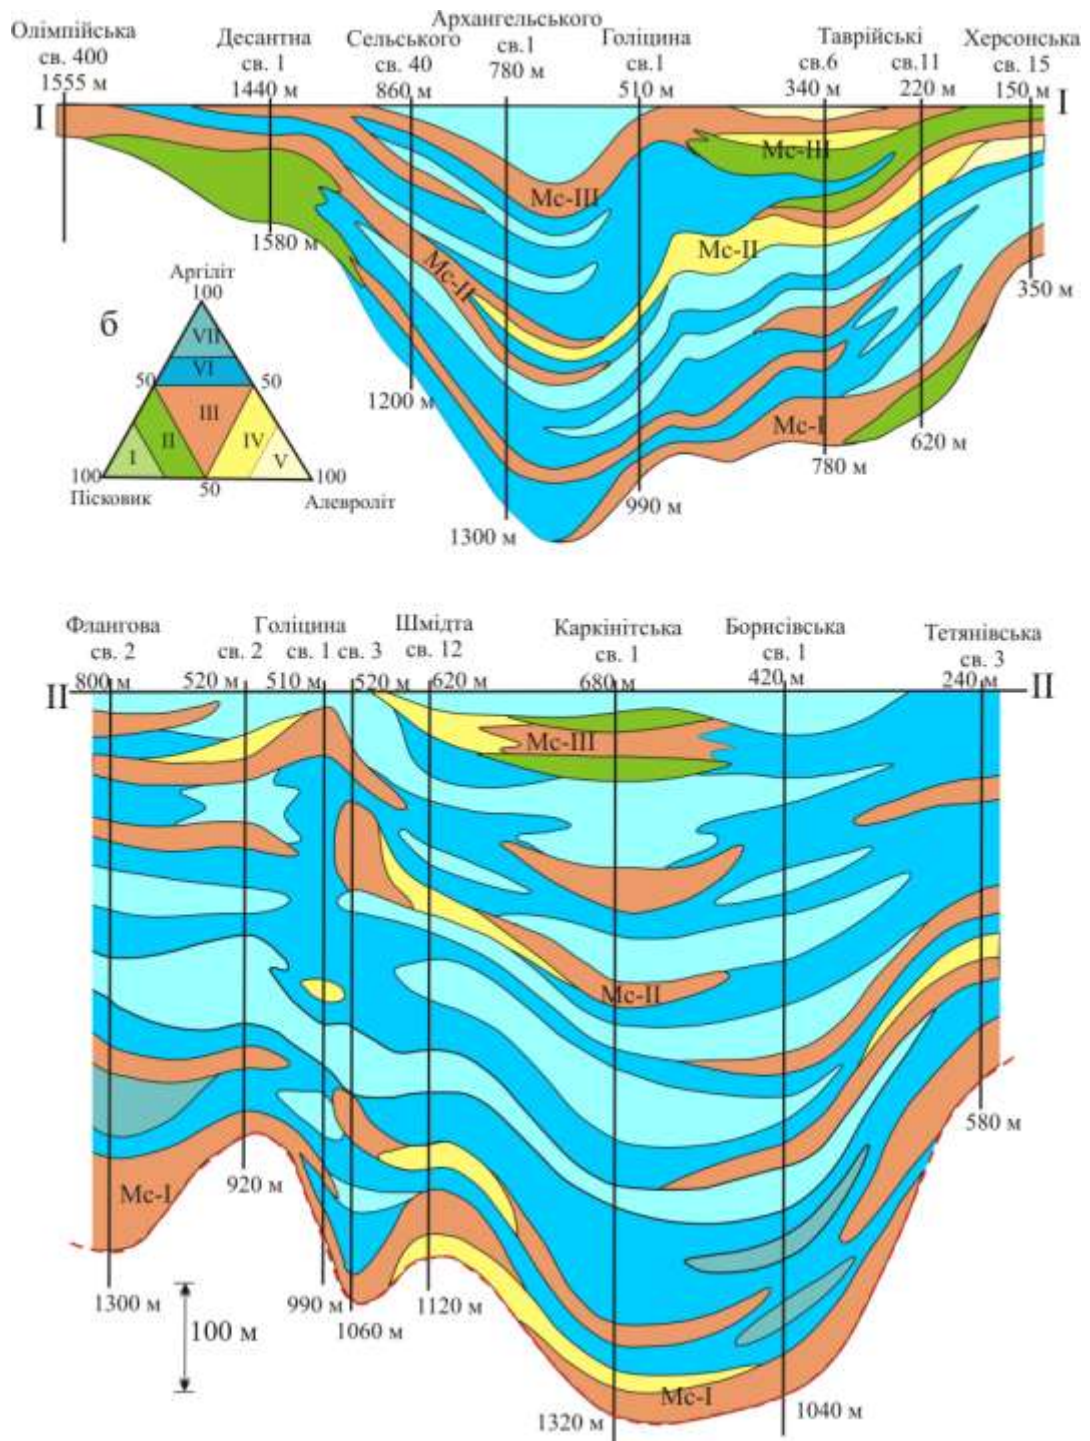 Олімпійська
св. 400
1555 м
Десантна
св. 1
1440 м
Сельського
св. 40
860 м
Архангельського
св.1
780 м
Голіцина
св.1
510 м
Таврійські
св.6 св.11
340 м 220 м
Херсонська
св. 15
150 м
I I
Мс-III
Мс-III
Мс-II
Мс-II
Мс-I
1580 м
1200 м
1300 м
990 м
780 м
620 м
350 м
б
Аргіліт
100
VII
VI
50 50
III
II IV
I V
100 50 100
Пісковик Алевроліт
Флангова
св. 2
800 м
Голіцина
св. 2 св. 1 св. 3
520 м 510 м 520 м
Шмідта
св. 12
620 м
Каркінітська
св. 1
680 м
Борисівська
св. 1
420 м
Тетянівська
св. 3
240 м
II II
Мс-III
Мс-II
Мс-I
Мс-I
580 м
920 м
1300 м
990 м
1060 м
1120 м
100 м
1320 м
1040 м